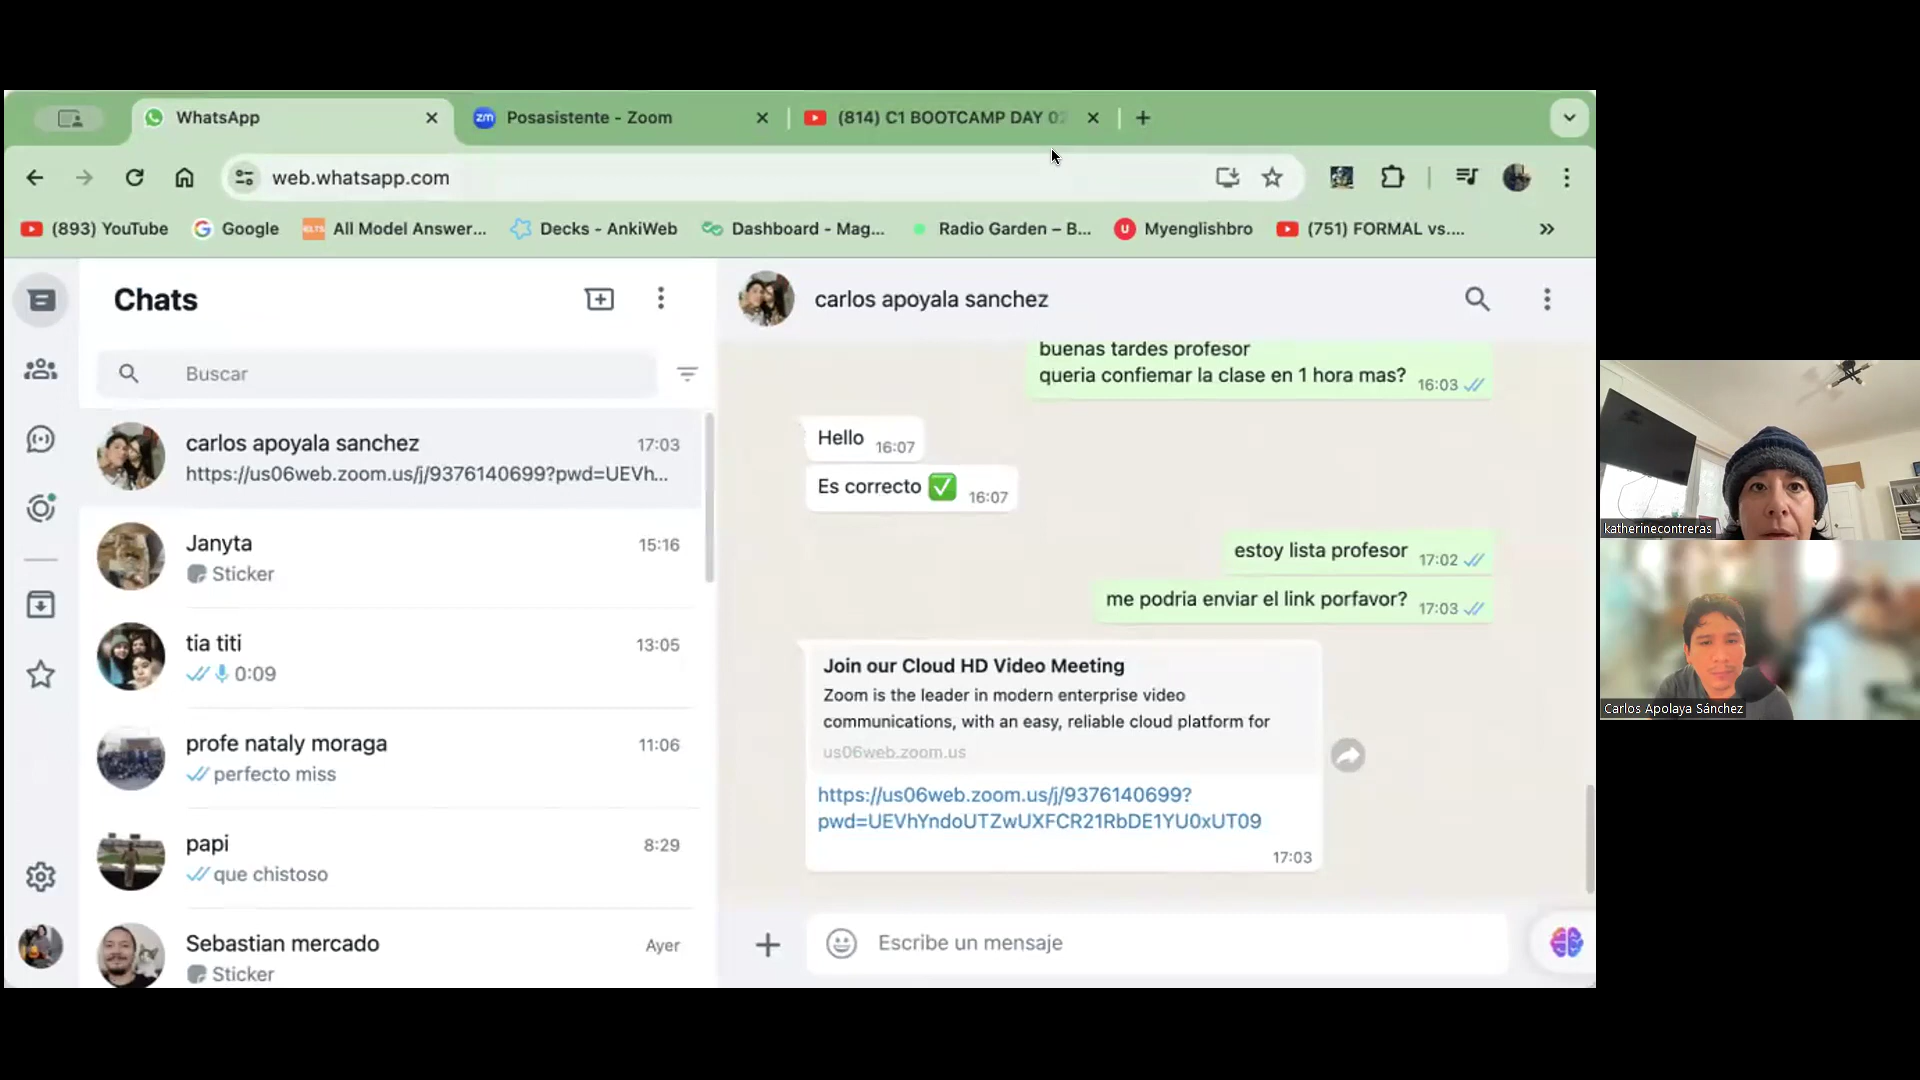 WhatsApp
Posasistente - Zoom
(814) C1 BOOTCAMP DAY 02
web.whatsapp.com
(893) YouTube
Google
All Model Answer...
Decks - AnkiWeb
Dashboard - Mag...
Radio Garden – B...
Myenglishbro
(751) FORMAL vs....
Chats
Buscar
carlos apoyala sanchez
17:03
https://us06web.zoom.us/j/9376140699?pwd=UEVh...
Janyta
15:16
Sticker
tia titi
13:05
0:09
profe nataly moraga
11:06
perfecto miss
papi
8:29
que chistoso
Sebastian mercado
Ayer
Sticker
carlos apoyala sanchez
buenas tardes profesor
queria confiemar la clase en 1 hora mas?
16:03
Hello
16:07
Es correcto ✅
16:07
estoy lista profesor
17:02
me podria enviar el link porfavor?
17:03
Join our Cloud HD Video Meeting
Zoom is the leader in modern enterprise video
communications, with an easy, reliable cloud platform for
us06web.zoom.us
https://us06web.zoom.us/j/9376140699?
pwd=UEVhYndoUTZwUXFCR21RbDE1YU0xUT09
17:03
Escribe un mensaje
katherinecontreras
Carlos Apolaya Sánchez